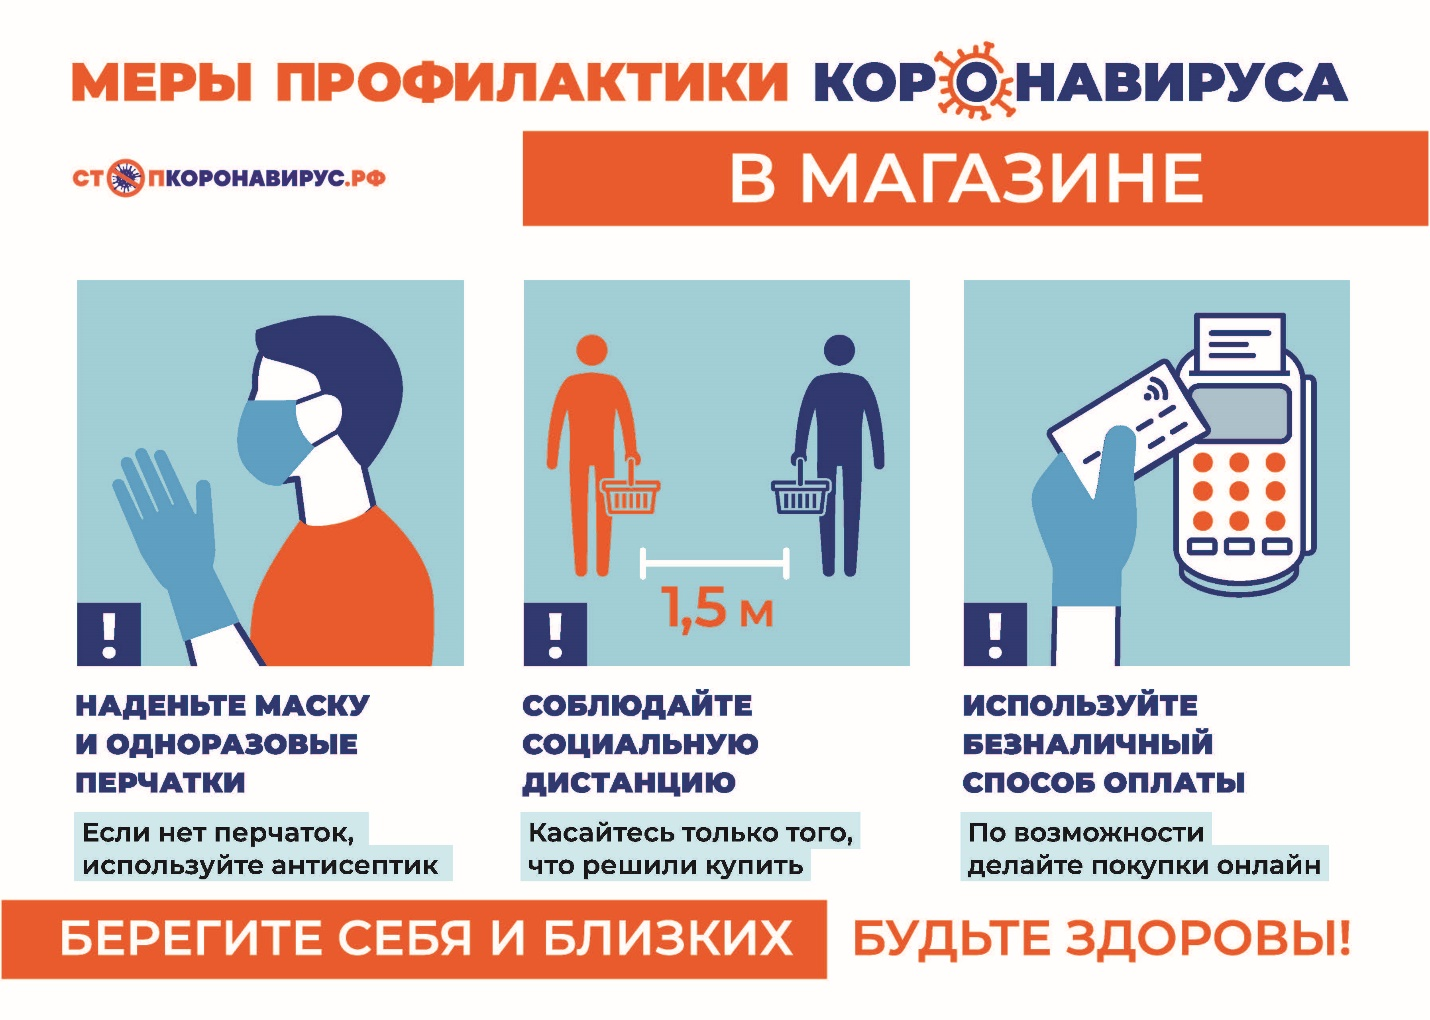 МЕРЫ ПРОФИЛАКТИКИ КОРОНАВИРУСА
СТОПКОРОНАВИРУС.РФ
В МАГАЗИНЕ
1,5 м
!
!
!
НАДЕНЬТЕ МАСКУ
И ОДНОРАЗОВЫЕ
ПЕРЧАТКИ
Если нет перчаток,
используйте антисептик
СОБЛЮДАЙТЕ
СОЦИАЛЬНУЮ
ДИСТАНЦИЮ
Касайтесь только того,
что решили купить
ИСПОЛЬЗУЙТЕ
БЕЗНАЛИЧНЫЙ
СПОСОБ ОПЛАТЫ
По возможности
делайте покупки онлайн
БЕРЕГИТЕ СЕБЯ И БЛИЗКИХ
БУДЬТЕ ЗДОРОВЫ!